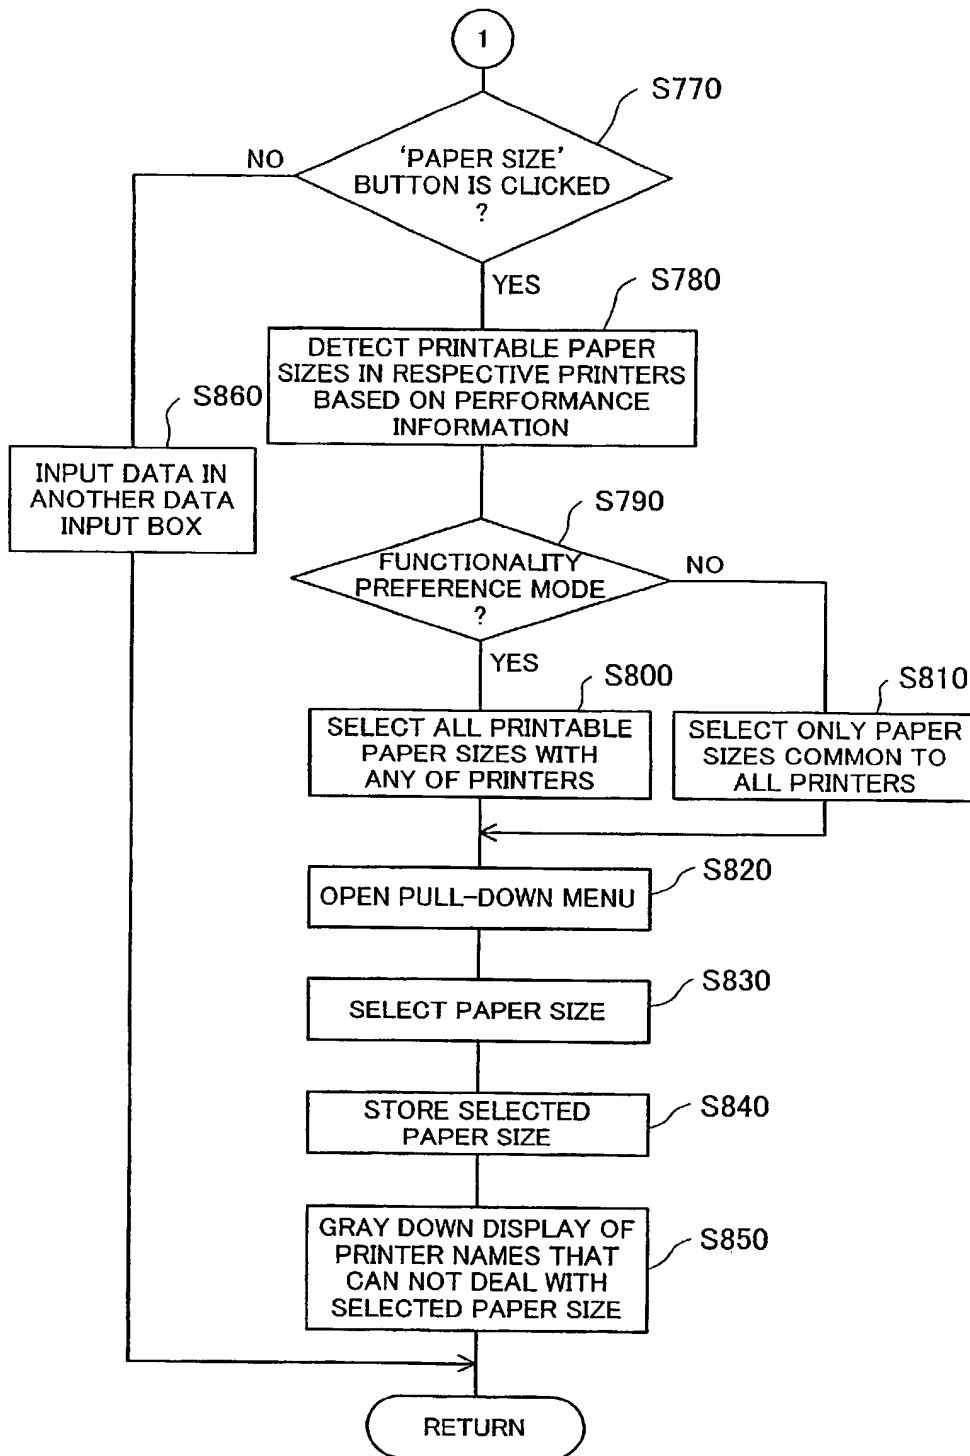 1
S770
'PAPER SIZE'
BUTTON IS CLICKED
?
NO
YES
S780
DETECT PRINTABLE PAPER
SIZES IN RESPECTIVE PRINTERS
BASED ON PERFORMANCE
INFORMATION
S860
INPUT DATA IN
ANOTHER DATA
INPUT BOX
S790
FUNCTIONALITY
PREFERENCE MODE
?
NO
YES
S800
SELECT ALL PRINTABLE
PAPER SIZES WITH
ANY OF PRINTERS
S810
SELECT ONLY PAPER
SIZES COMMON TO
ALL PRINTERS
S820
OPEN PULL-DOWN MENU
S830
SELECT PAPER SIZE
S840
STORE SELECTED
PAPER SIZE
S850
GRAY DOWN DISPLAY OF
PRINTER NAMES THAT
CAN NOT DEAL WITH
SELECTED PAPER SIZE
RETURN